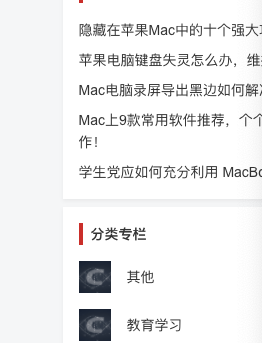 隐藏在苹果Mac中的十个强大
苹果电脑键盘失灵怎么办，维
Mac电脑录屏导出黑边如何解
Mac上9款常用软件推荐，个个
作！
学生党应如何充分利用 MacBo
分类专栏
其他
教育学习